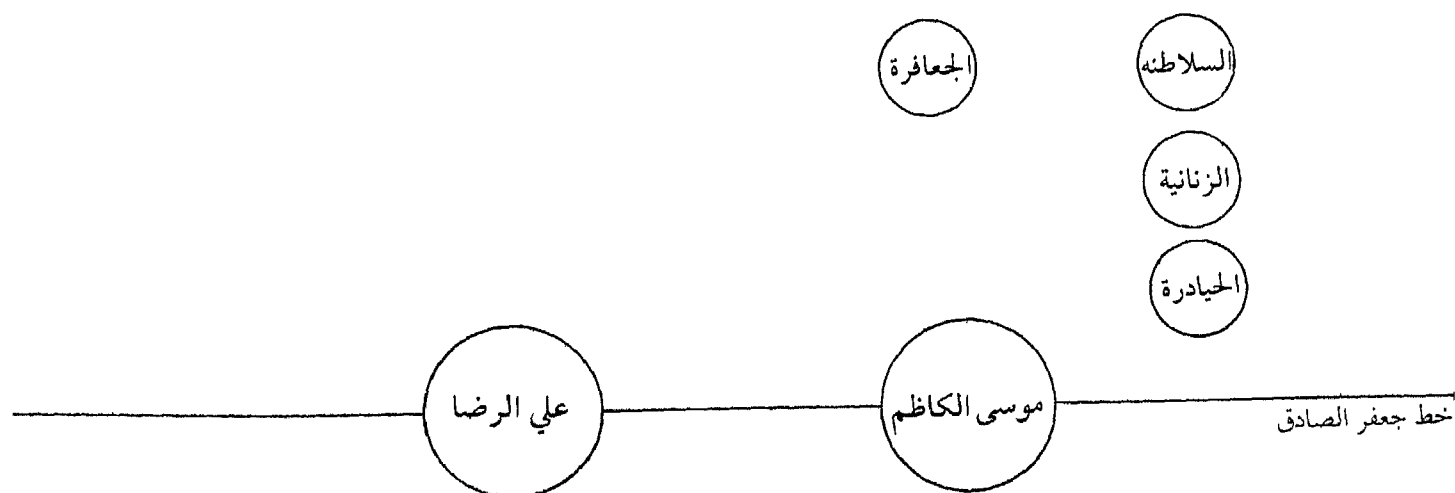 السلاطنه
الجعافرة
الزنانية
الحيادرة
موسى الكاظم
علي الرضا
خط جعفر الصادق